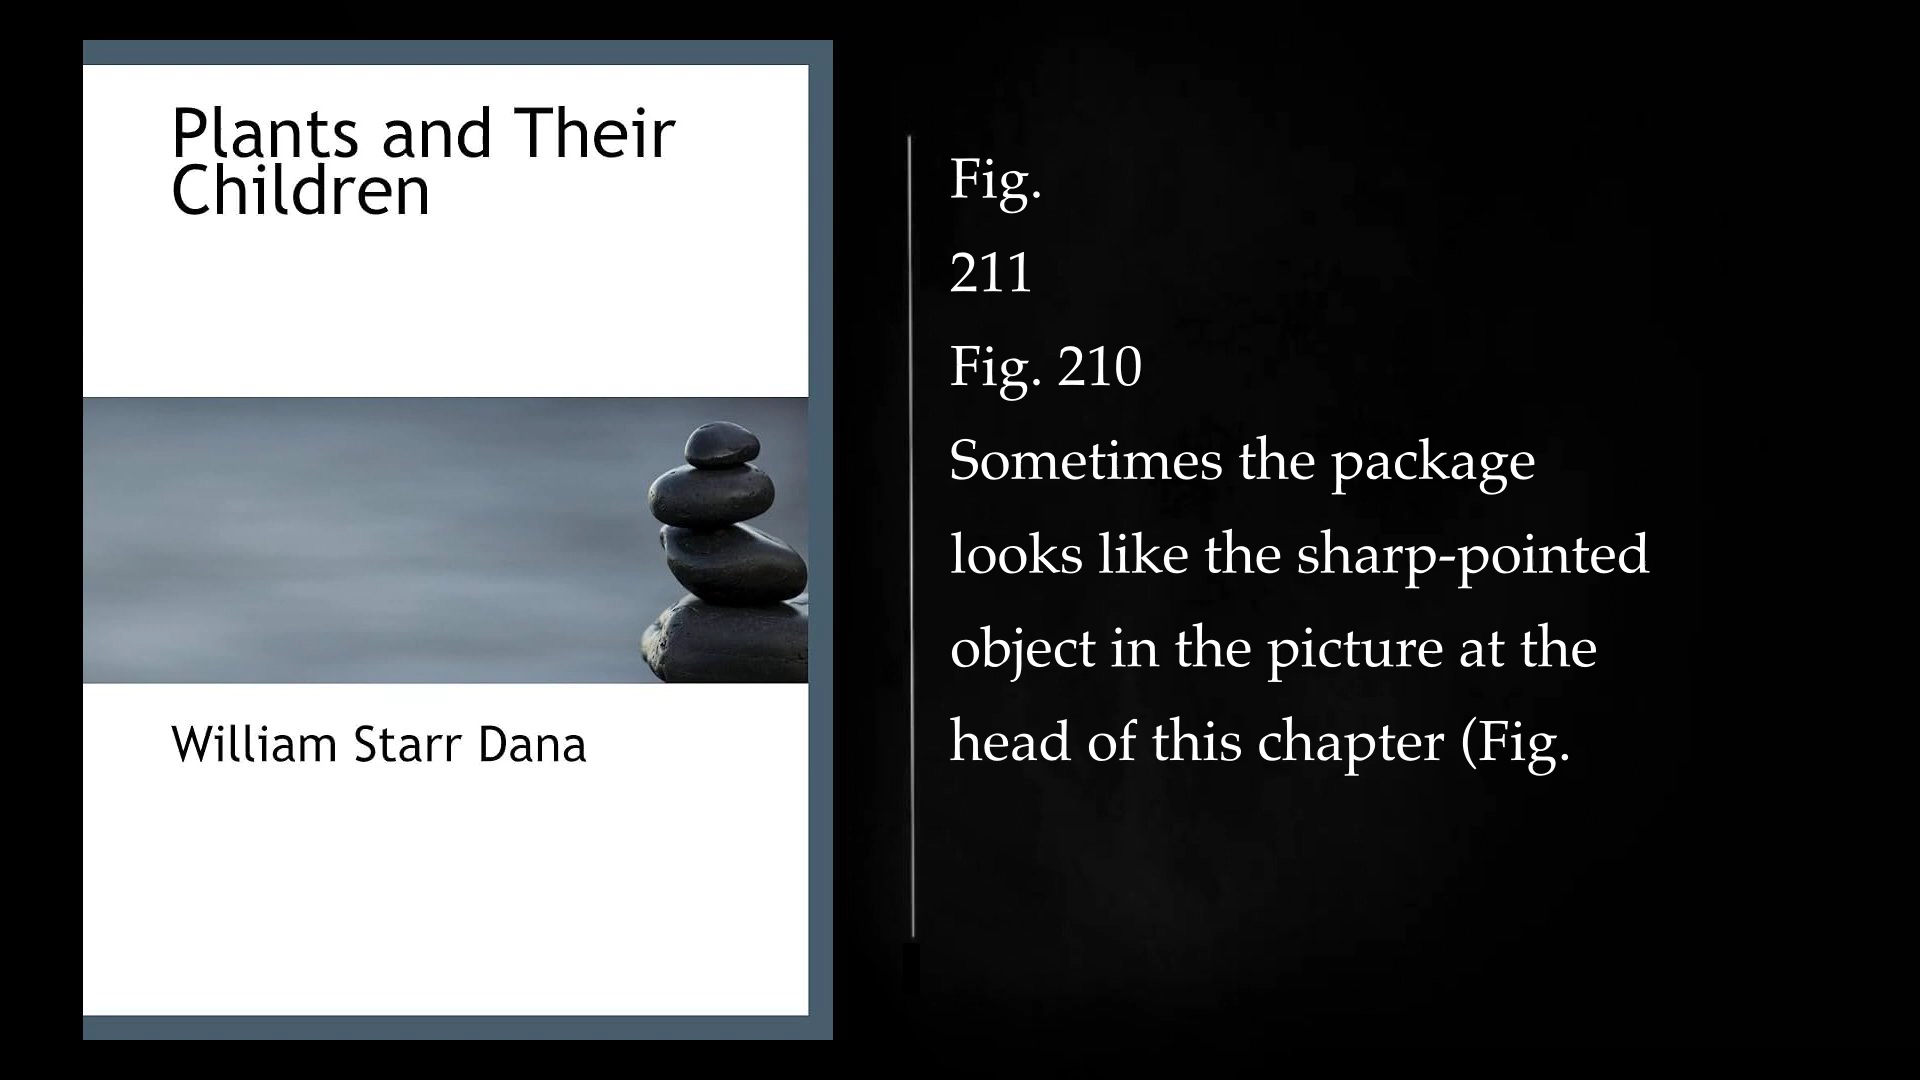 Plants and Their
Children
William Starr Dana
Fig.
211
Fig. 210
Sometimes the package
looks like the sharp-pointed
object in the picture at the
head of this chapter (Fig.